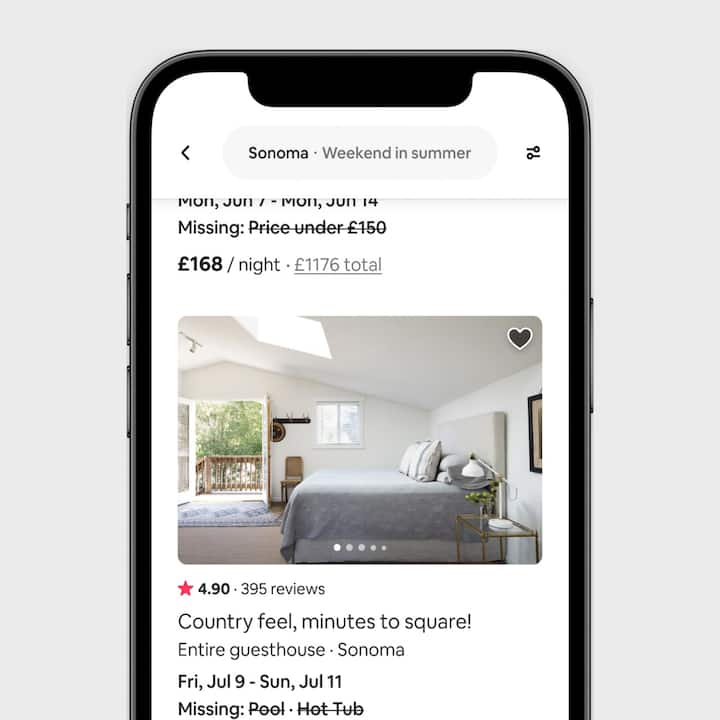 Sonoma · Weekend in summer
Mon, Jun 7 - Mon, Jun 14
Missing: Price under £150
£168 / night · £1176 total
4.90 · 395 reviews
Country feel, minutes to square!
Entire guesthouse · Sonoma
Fri, Jul 9 - Sun, Jul 11
Missing: Pool · Hot Tub